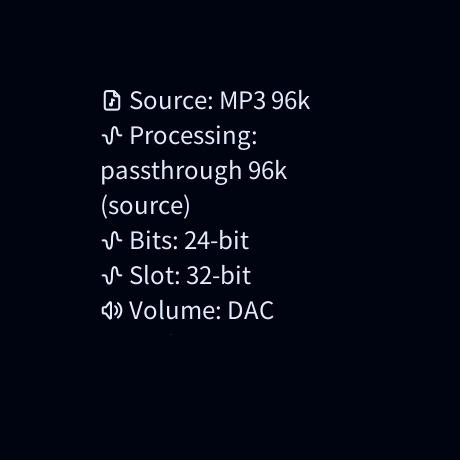 Source: MP3 96k
Processing:
passthrough 96k
(source)
Bits: 24-bit
Slot: 32-bit
Volume: DAC